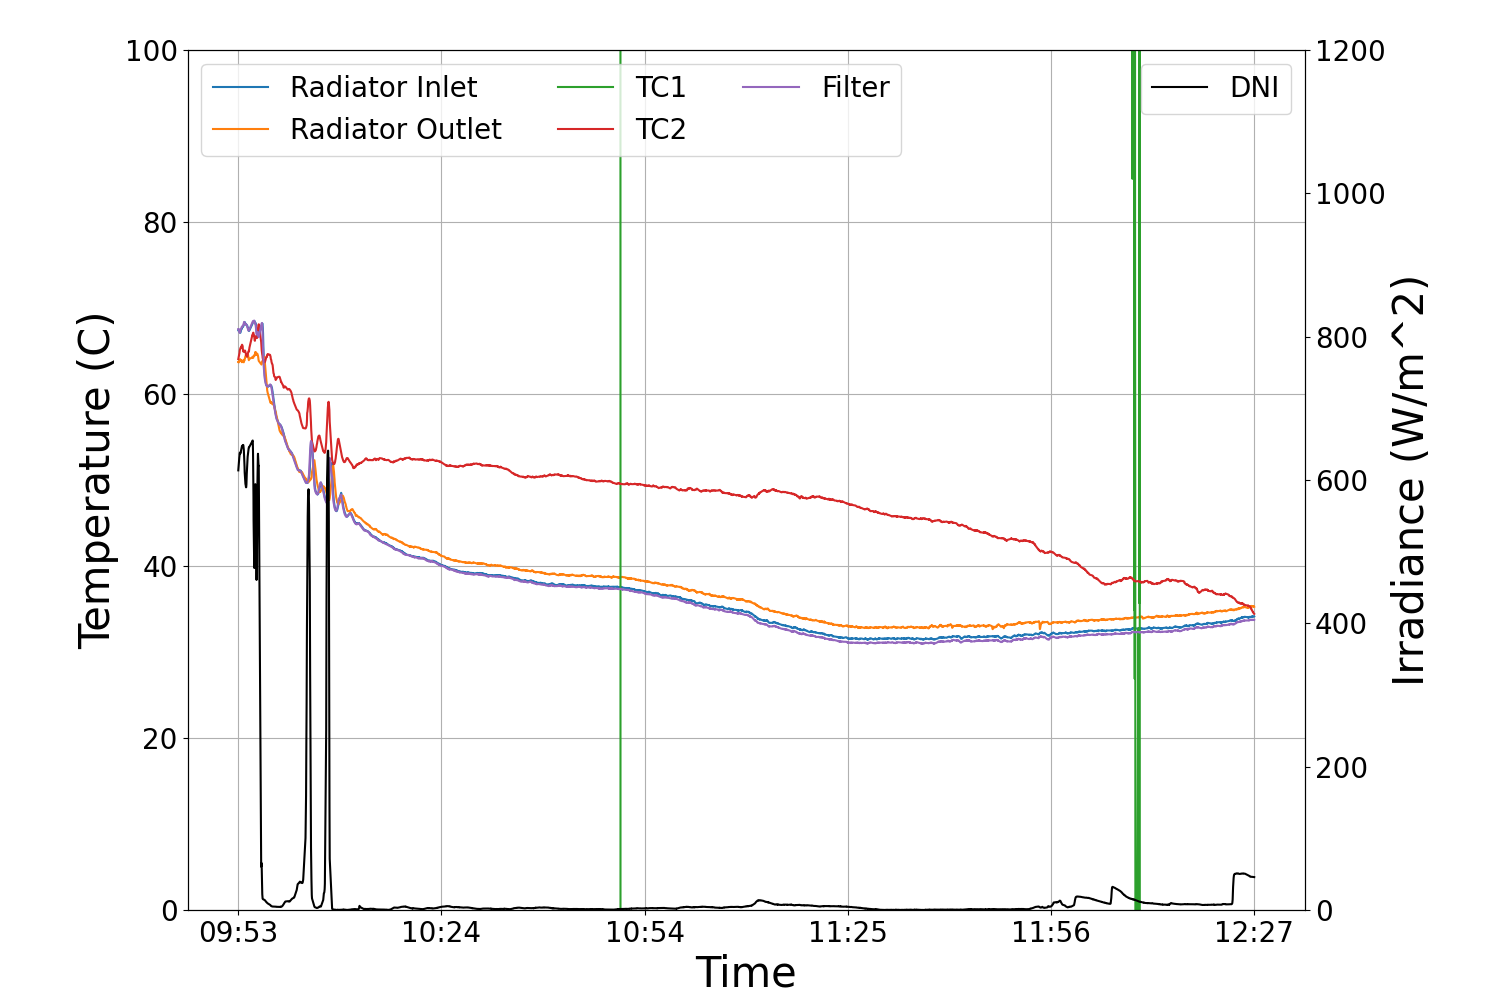 100
80
60
40
20
0
Temperature (C)
Radiator Inlet
Radiator Outlet
TC1
TC2
Filter
DNI
1200
1000
800
600
400
200
0
Irradiance (W/m^2)
09:53 10:24 10:54 11:25 11:56 12:27
Time